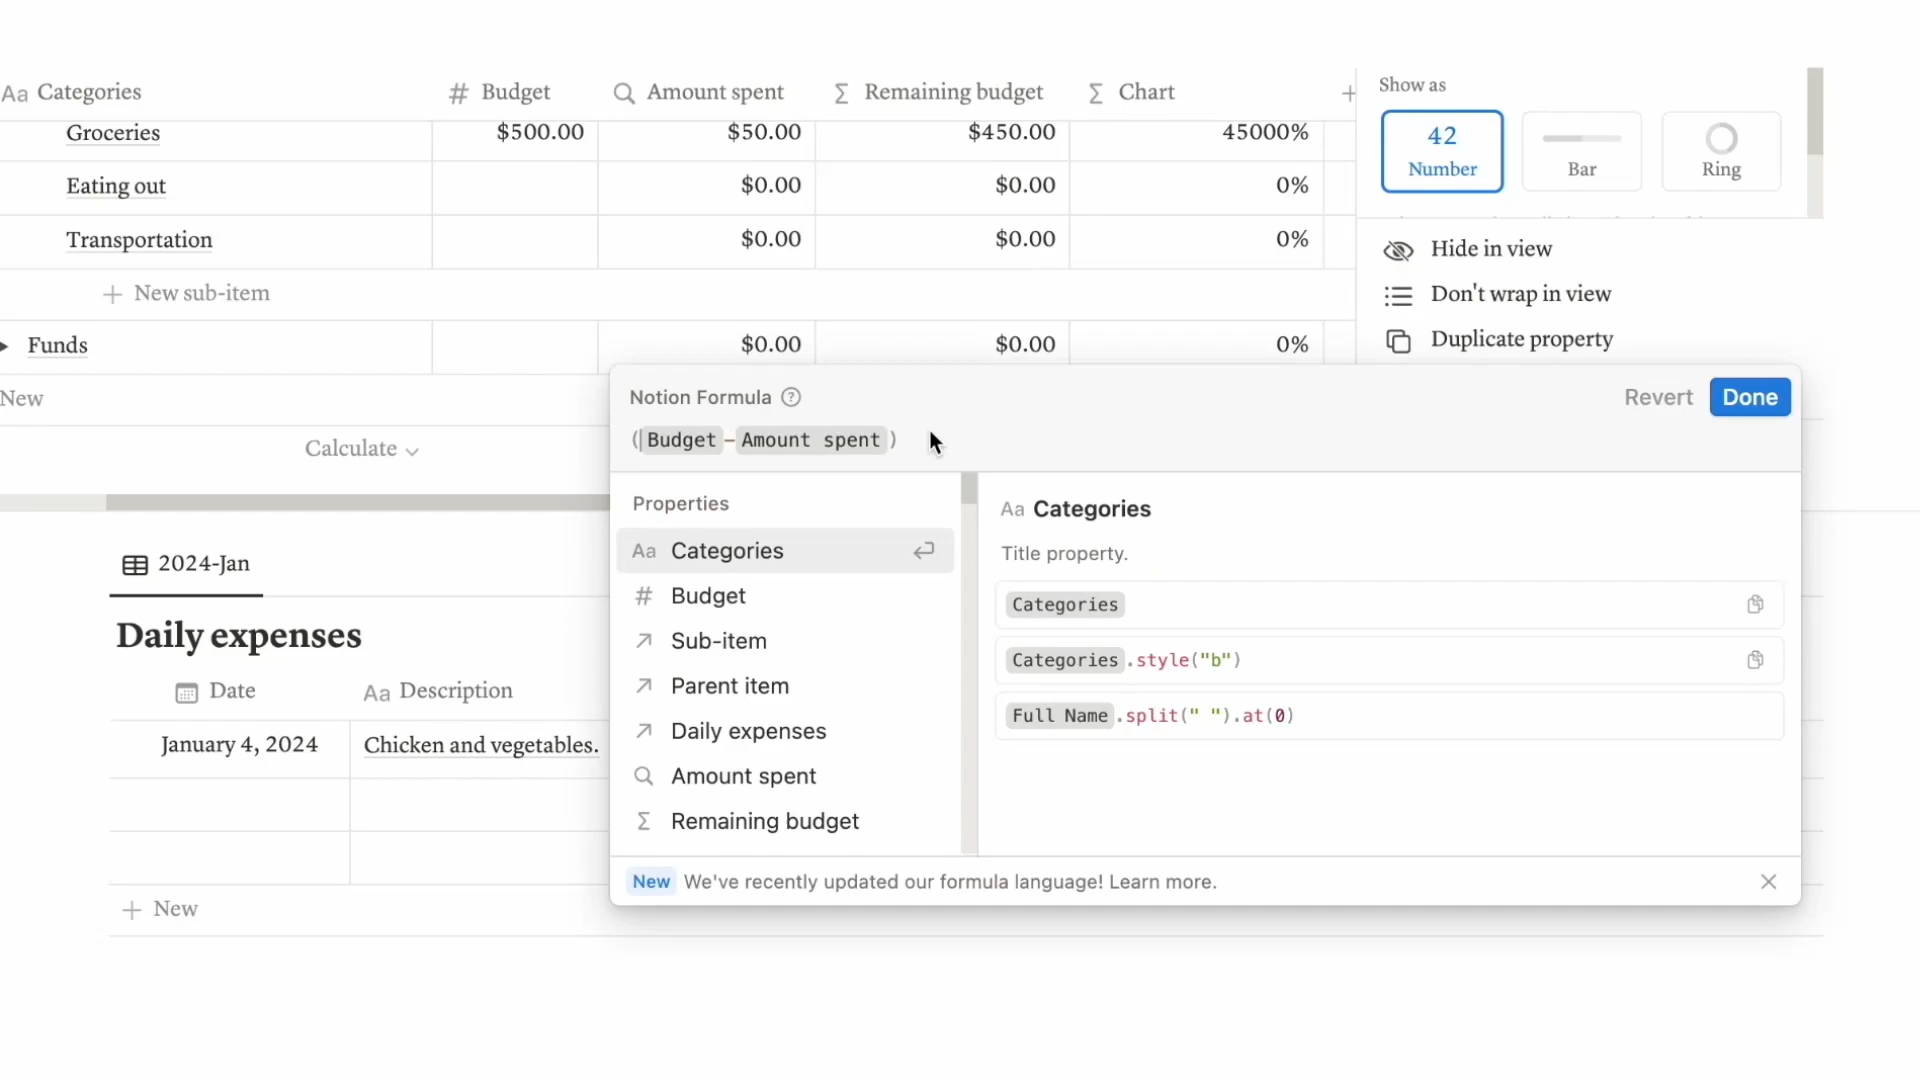 Aa Categories # Budget Amount spent Σ Remaining budget Σ Chart +
Groceries $500.00 $50.00 $450.00 45000%
Eating out $0.00 $0.00 0%
Transportation $0.00 $0.00 0%
+ New sub-item
Funds $0.00 $0.00 0%
New
Calculate
Show as
42
Number
Bar
Ring
Hide in view
Don't wrap in view
Duplicate property
Notion Formula ?
Revert
Done
(Budget-Amount spent)
Properties
Aa Categories
# Budget
Sub-item
Parent item
Daily expenses
Amount spent
Σ Remaining budget
Aa Categories
Title property.
Categories
Categories.style("b")
Full Name.split(" ").at(0)
New We've recently updated our formula language! Learn more.
2024-Jan
Daily expenses
Date Aa Description
January 4, 2024 Chicken and vegetables.
+ New